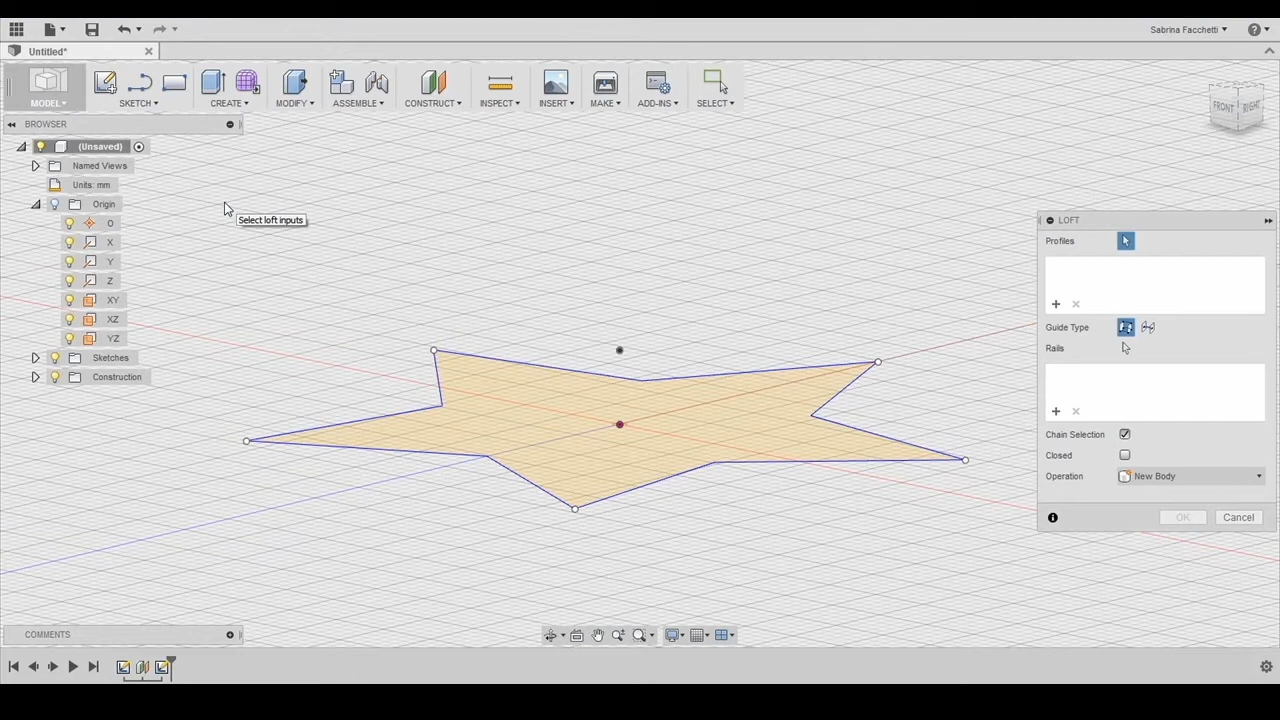 Sabrina Facchetti
Untitled*
MODEL
SKETCH
CREATE
MODIFY
ASSEMBLE
CONSTRUCT
INSPECT
INSERT
MAKE
ADD-INS
SELECT
FRONT
RIGHT
BROWSER
(Unsaved)
Named Views
Units: mm
Origin
O
X
Y
Z
XY
XZ
YZ
Sketches
Construction
Select loft inputs
LOFT
Profiles
Guide Type
Rails
Chain Selection
Closed
Operation
New Body
OK
Cancel
COMMENTS